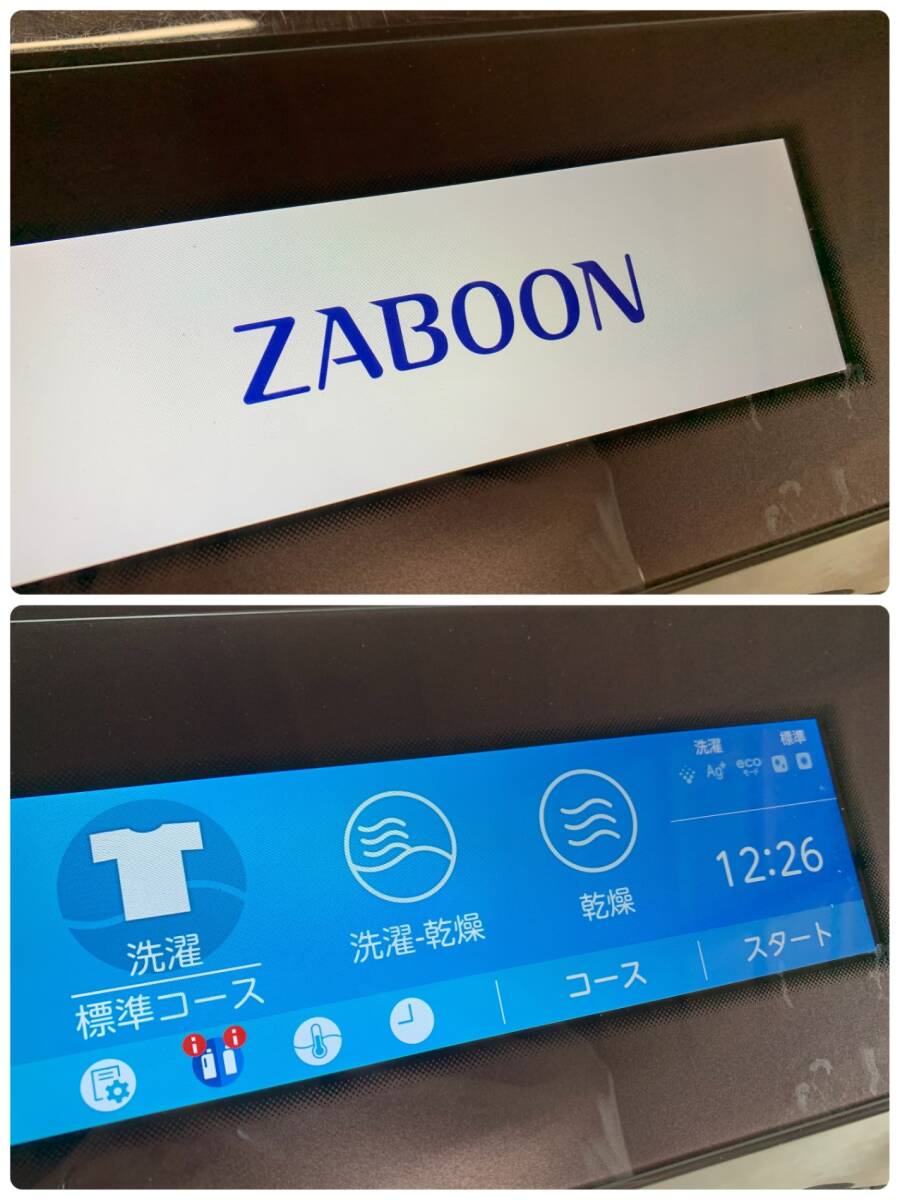 ZABOON
洗濯 標準
Ag+ eco
モード
12:26
洗濯
標準コース
洗濯-乾燥
乾燥
i i
コース
スタート